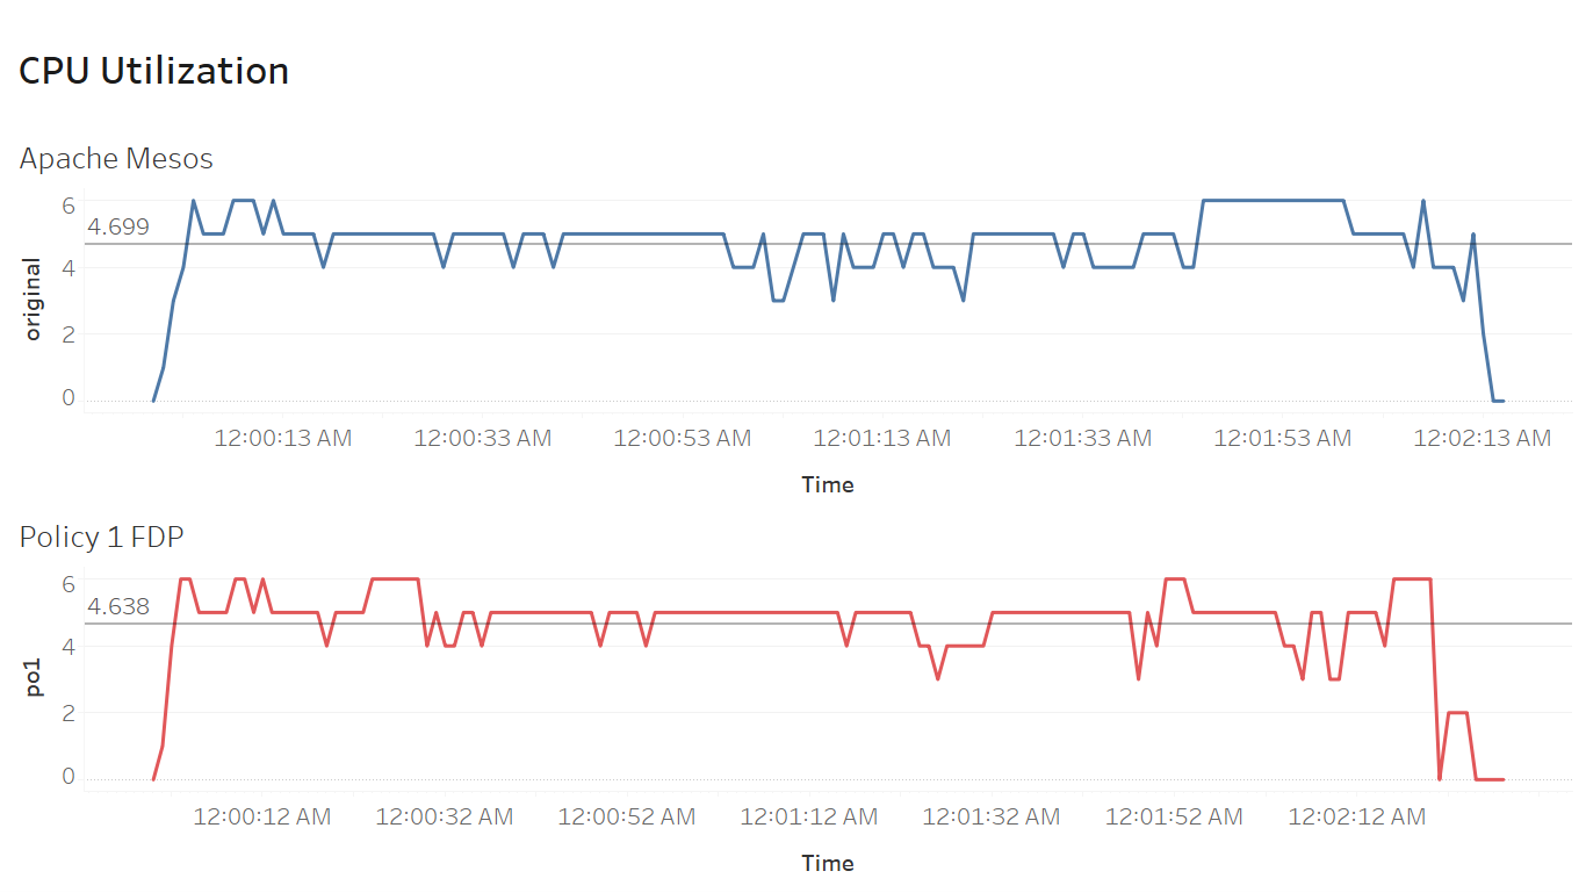 CPU Utilization
Apache Mesos
6
4.699
4
2
0
original
12:00:13 AM 12:00:33 AM 12:00:53 AM 12:01:13 AM 12:01:33 AM 12:01:53 AM 12:02:13 AM
Time
Policy 1 FDP
6
4.638
4
2
0
po1
12:00:12 AM 12:00:32 AM 12:00:52 AM 12:01:12 AM 12:01:32 AM 12:01:52 AM 12:02:12 AM
Time